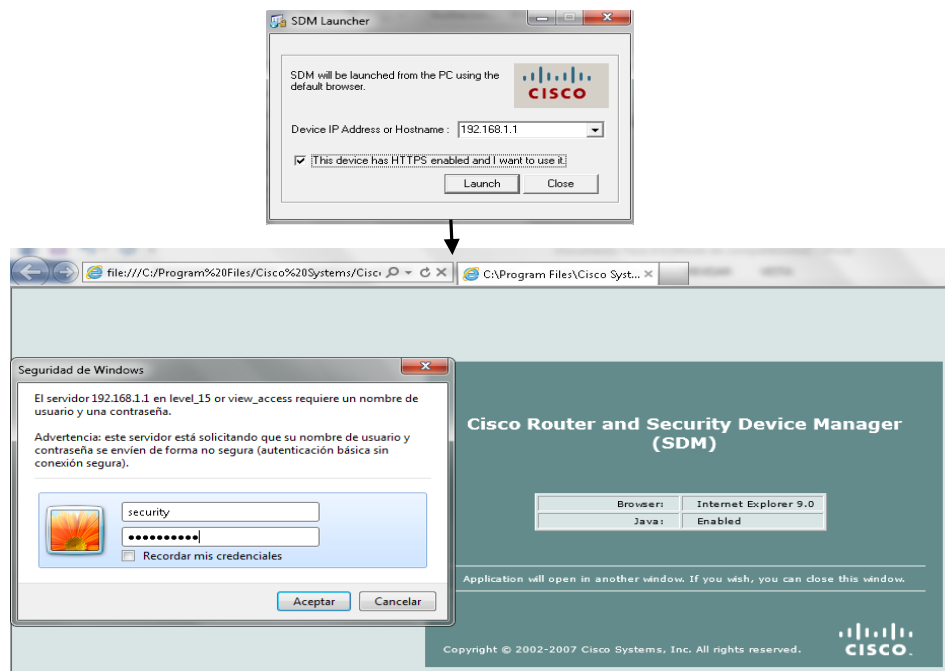 SDM Launcher
SDM will be launched from the PC using the
default browser.
CISCO
Device IP Address or Hostname : 192.168.1.1
This device has HTTPS enabled and I want to use it.
Launch Close
file:///C:/Program%20Files/Cisco%20Systems/Cisc
C:\Program Files\Cisco Syst...
Seguridad de Windows
El servidor 192.168.1.1 en level_15 or view_access requiere un nombre de
usuario y una contraseña.
Advertencia: este servidor está solicitando que su nombre de usuario y
contraseña se envíen de forma no segura (autenticación básica sin
conexión segura).
security
●●●●●●●●●●
Recordar mis credenciales
Aceptar Cancelar
Cisco Router and Security Device Manager
(SDM)
Browser: Internet Explorer 9.0
Java: Enabled
Application will open in another window. If you wish, you can close this window.
Copyright © 2002-2007 Cisco Systems, Inc. All rights reserved.
CISCO.